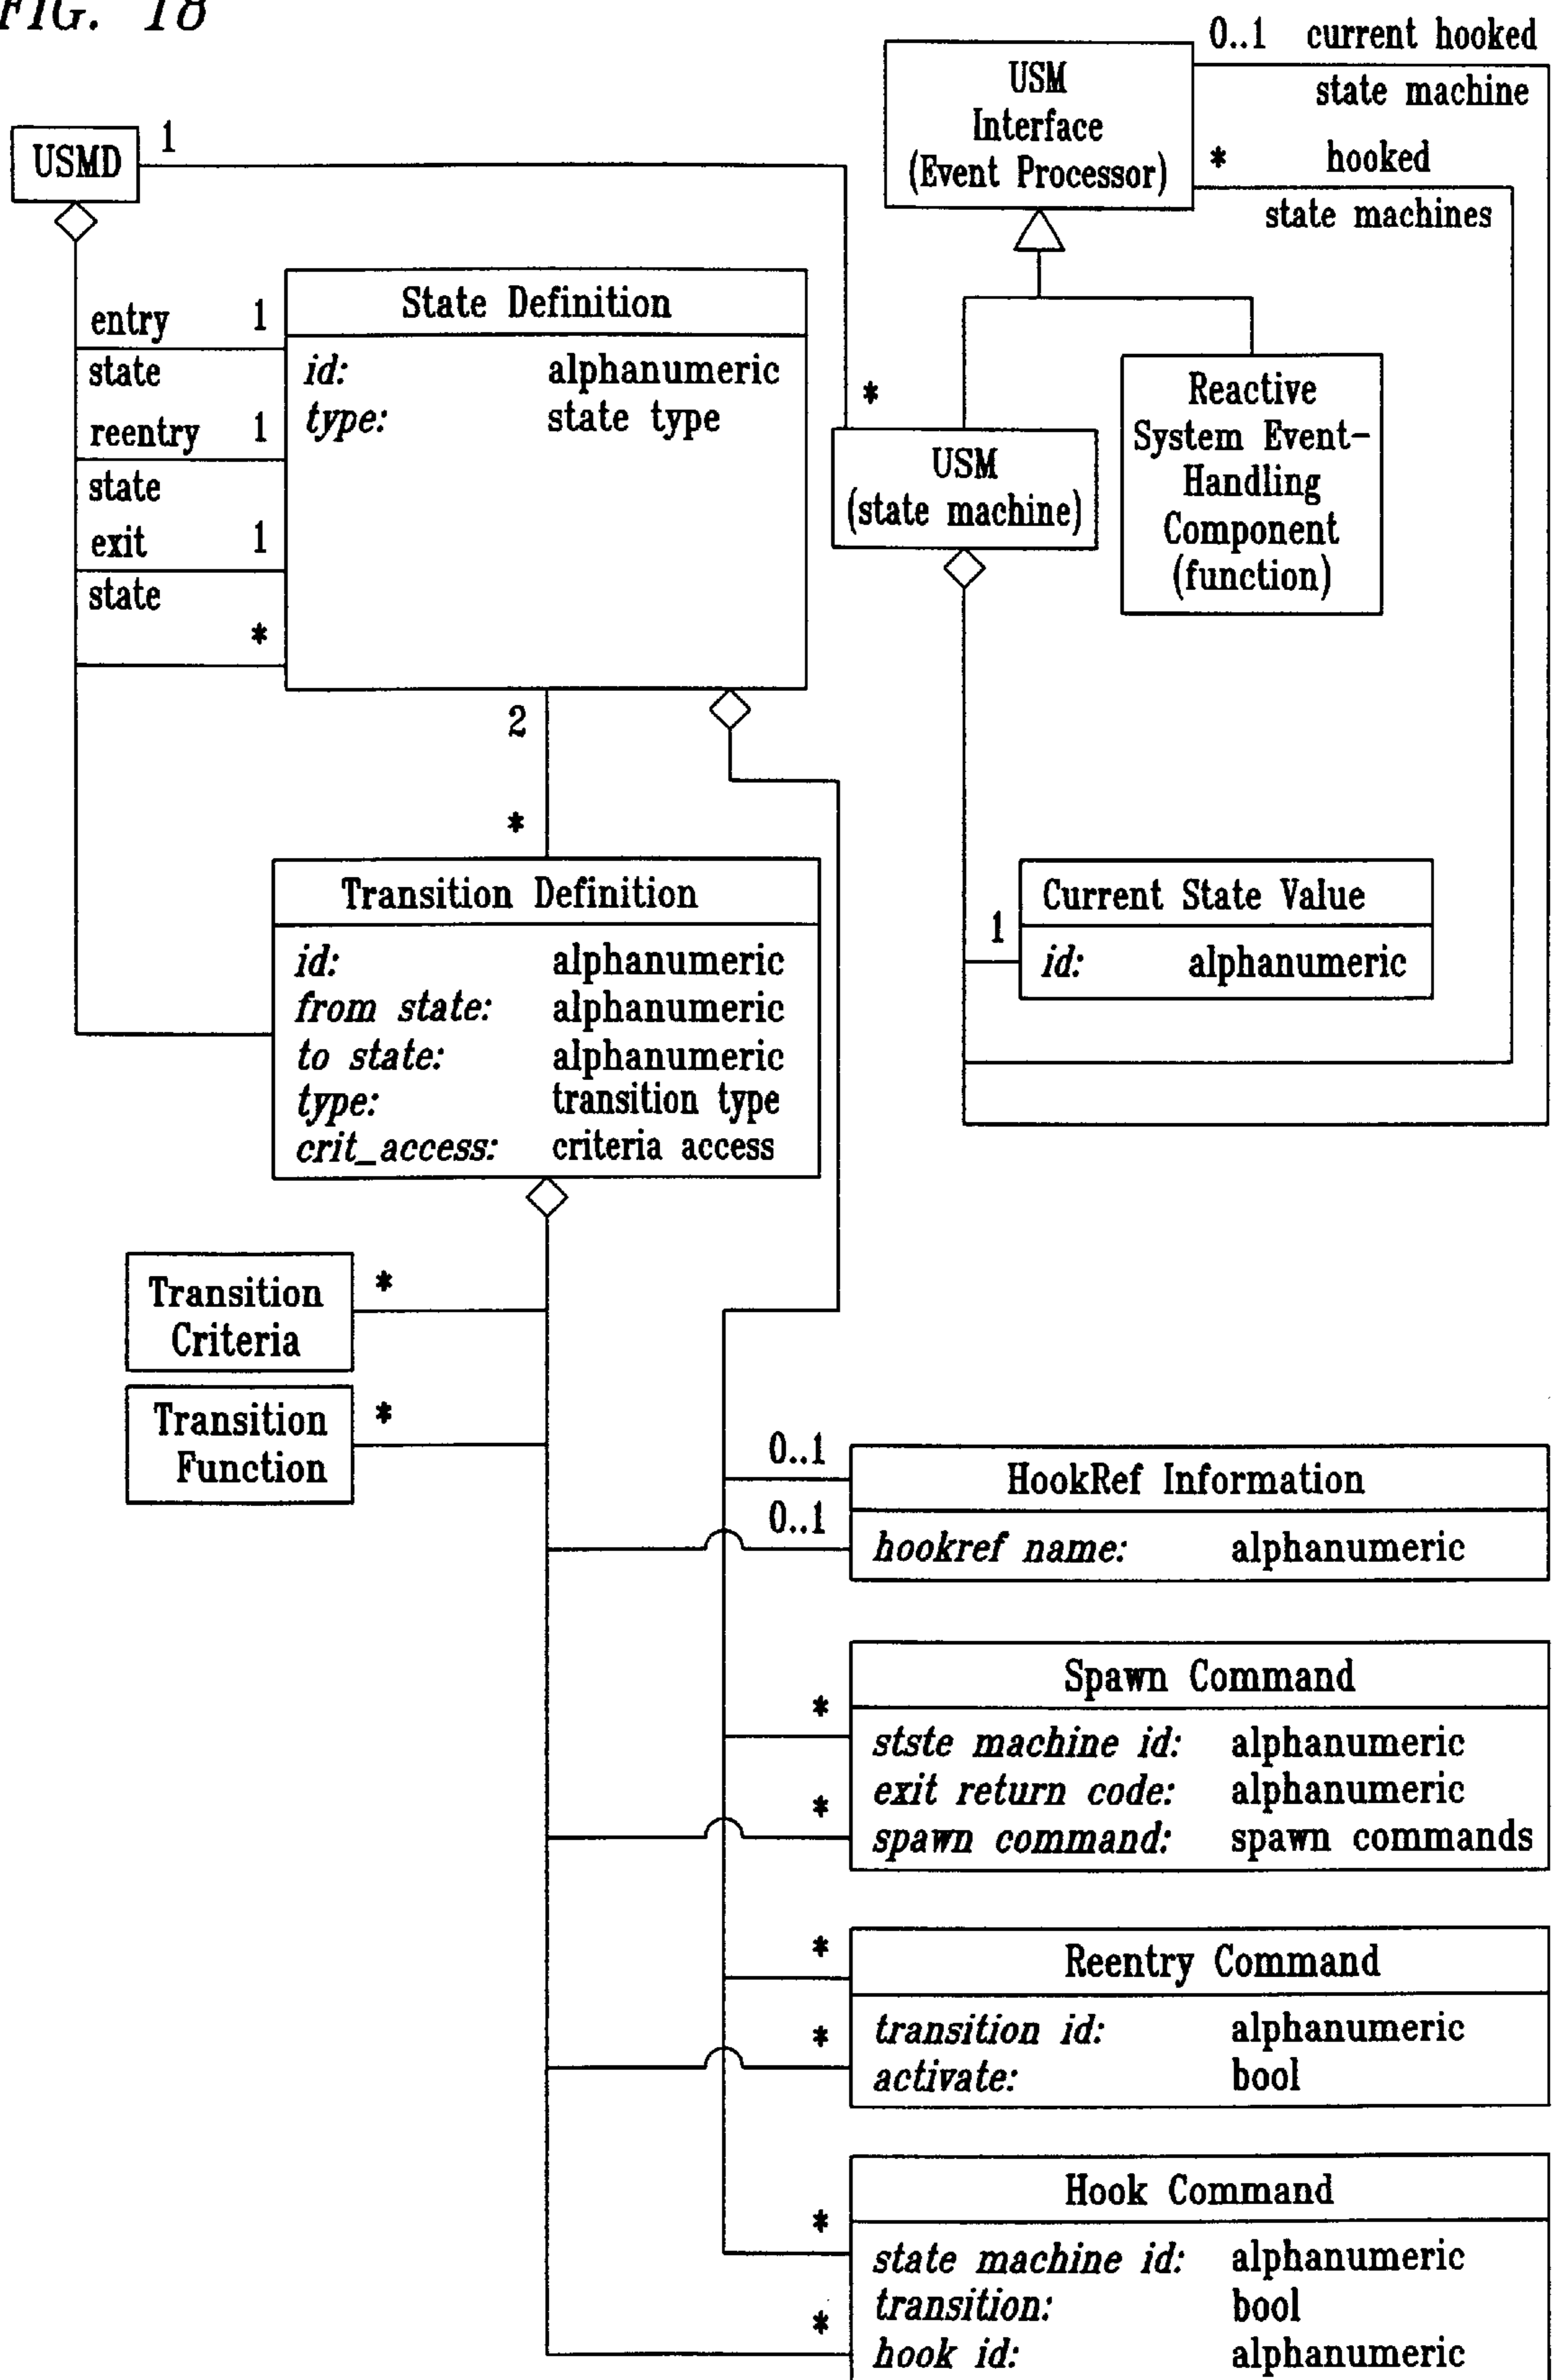 FIG. 18
0..1 current hooked
state machine
USM
Interface
(Event Processor)
* hooked
state machines
USMD
1
State Definition
id: alphanumeric
type: state type
entry 1
state
reentry 1
state
exit 1
state
*
*
USM
(state machine)
Reactive
System Event-
Handling
Component
(function)
2
*
Transition Definition
id: alphanumeric
from state: alphanumeric
to state: alphanumeric
type: transition type
crit_access: criteria access
1
Current State Value
id: alphanumeric
Transition
Criteria
*
Transition
Function
*
0..1
HookRef Information
0..1
hookref name: alphanumeric
Spawn Command
*
stste machine id: alphanumeric
exit return code: alphanumeric
*
spawn command: spawn commands
*
Reentry Command
*
transition id: alphanumeric
activate: bool
Hook Command
*
state machine id: alphanumeric
transition: bool
*
hook id: alphanumeric